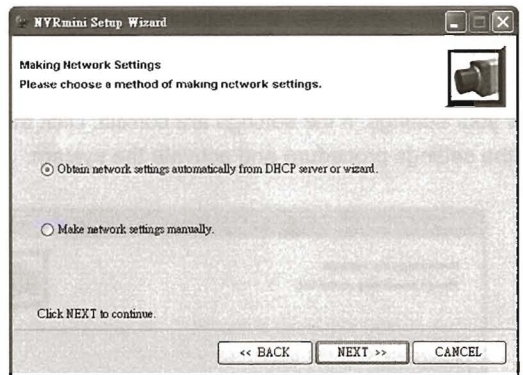 NVRmini Setup Wizard
Making Network Settings
Please choose a method of making network settings.
Obtain network settings automatically from DHCP server or wizard.
Make network settings manually.
Click NEXT to continue.
<< BACK
NEXT >>
CANCEL